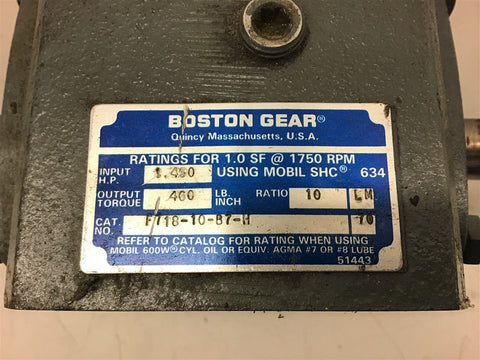 BOSTON GEAR®
Quincy Massachusetts, U.S.A.
RATINGS FOR 1.0 SF @ 1750 RPM
INPUT H.P. 1.450 USING MOBIL SHC® 634
OUTPUT TORQUE 460 LB. INCH RATIO 10 LM
CAT. NO. F718-10-B7-H 70
REFER TO CATALOG FOR RATING WHEN USING
MOBIL 600W® CYL. OIL OR EQUIV. AGMA #7 OR #8 LUBE
51443